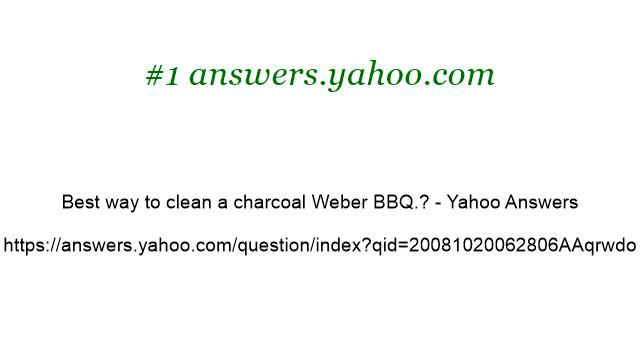 #1 answers.yahoo.com
Best way to clean a charcoal Weber BBQ.? - Yahoo Answers
https://answers.yahoo.com/question/index?qid=20081020062806AAqrwdo